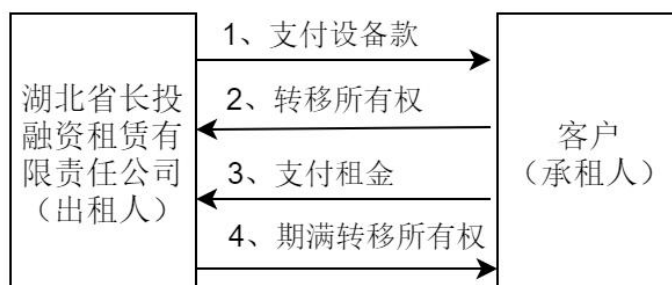 湖北省长投
融资租赁有
限责任公司
（出租人）
1、支付设备款
2、转移所有权
3、支付租金
4、期满转移所有权
客户
（承租人）